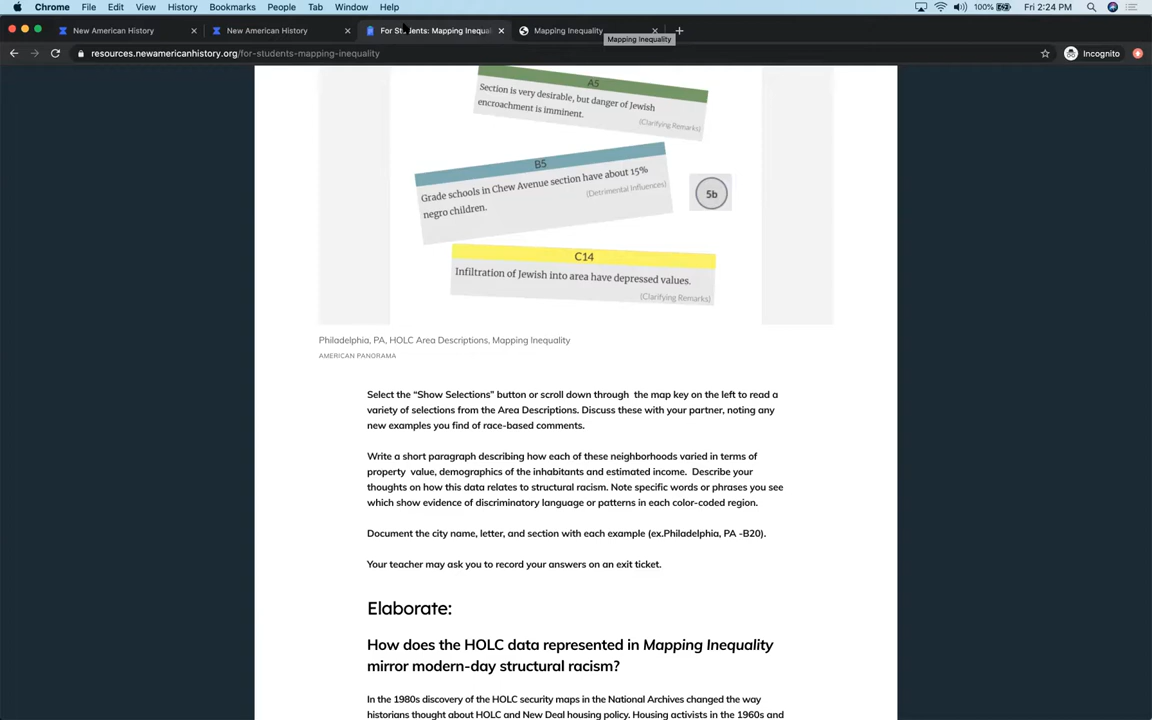 Chrome File Edit View History Bookmarks People Tab Window Help 100% Fri 2:24 PM
New American History New American History For Students: Mapping Inequal Mapping Inequality
Mapping Inequality
resources.newamericanhistory.org/for-students-mapping-inequality Incognito
A5
Section is very desirable, but danger of Jewish
encroachment is imminent.
(Clarifying Remarks)
B5
Grade schools in Chew Avenue section have about 15%
negro children.
(Detrimental Influences)
5b
C14
Infiltration of Jewish into area have depressed values.
(Clarifying Remarks)
Philadelphia, PA, HOLC Area Descriptions, Mapping Inequality
AMERICAN PANORAMA
Select the “Show Selections” button or scroll down through the map key on the left to read a
variety of selections from the Area Descriptions. Discuss these with your partner, noting any
new examples you find of race-based comments.
Write a short paragraph describing how each of these neighborhoods varied in terms of
property value, demographics of the inhabitants and estimated income. Describe your
thoughts on how this data relates to structural racism. Note specific words or phrases you see
which show evidence of discriminatory language or patterns in each color-coded region.
Document the city name, letter, and section with each example (ex.Philadelphia, PA -B20).
Your teacher may ask you to record your answers on an exit ticket.
Elaborate:
How does the HOLC data represented in Mapping Inequality
mirror modern-day structural racism?
In the 1980s discovery of the HOLC security maps in the National Archives changed the way
historians thought about HOLC and New Deal housing policy. Housing activists in the 1960s and